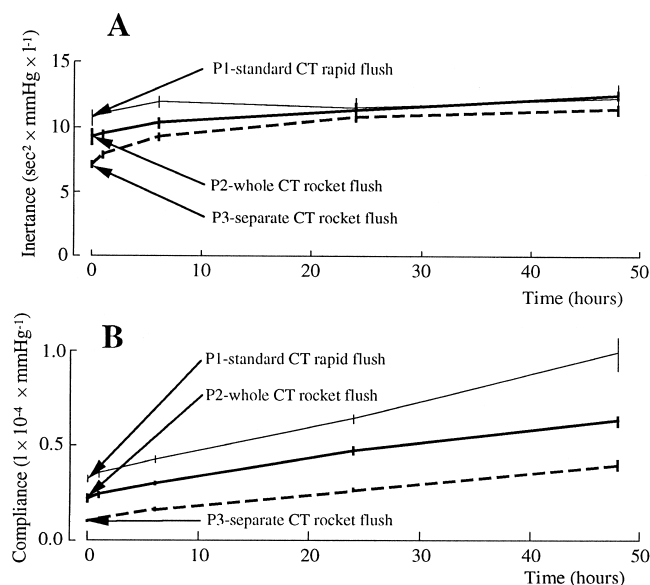 A
Inertance (sec² × mmHg × l⁻¹)
15
10
5
0
P1-standard CT rapid flush
P2-whole CT rocket flush
P3-separate CT rocket flush
0 10 20 30 40 50
Time (hours)
B
Compliance (l × 10⁻⁴ × mmHg⁻¹)
1.0
0.5
0.0
P1-standard CT rapid flush
P2-whole CT rocket flush
P3-separate CT rocket flush
0 10 20 30 40 50
Time (hours)